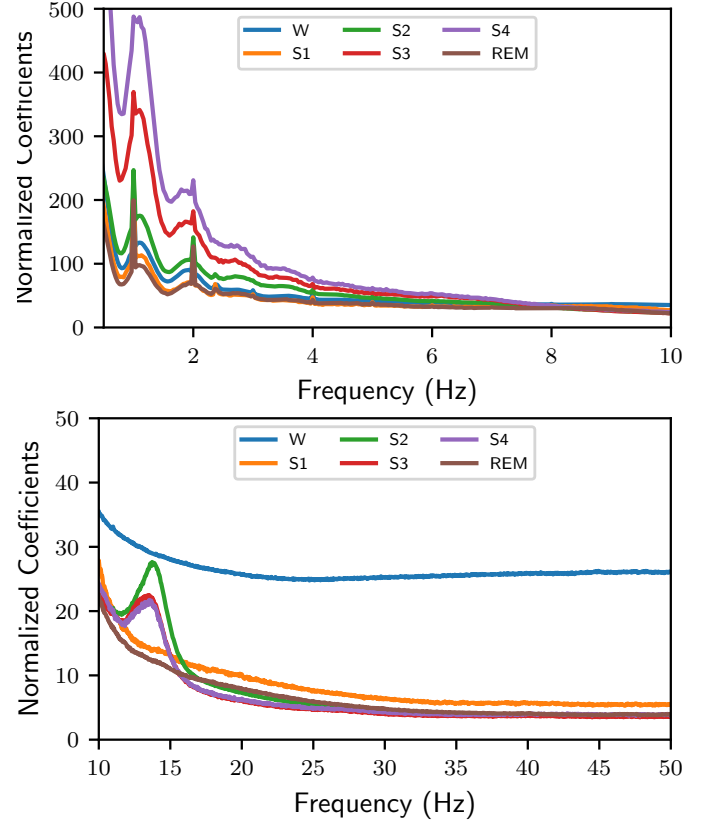 500
400
300
200
100
0
Normalized Coefficients
W S2 S4
S1 S3 REM
2 4 6 8 10
Frequency (Hz)
50
40
30
20
10
0
Normalized Coefficients
W S2 S4
S1 S3 REM
10 15 20 25 30 35 40 45 50
Frequency (Hz)